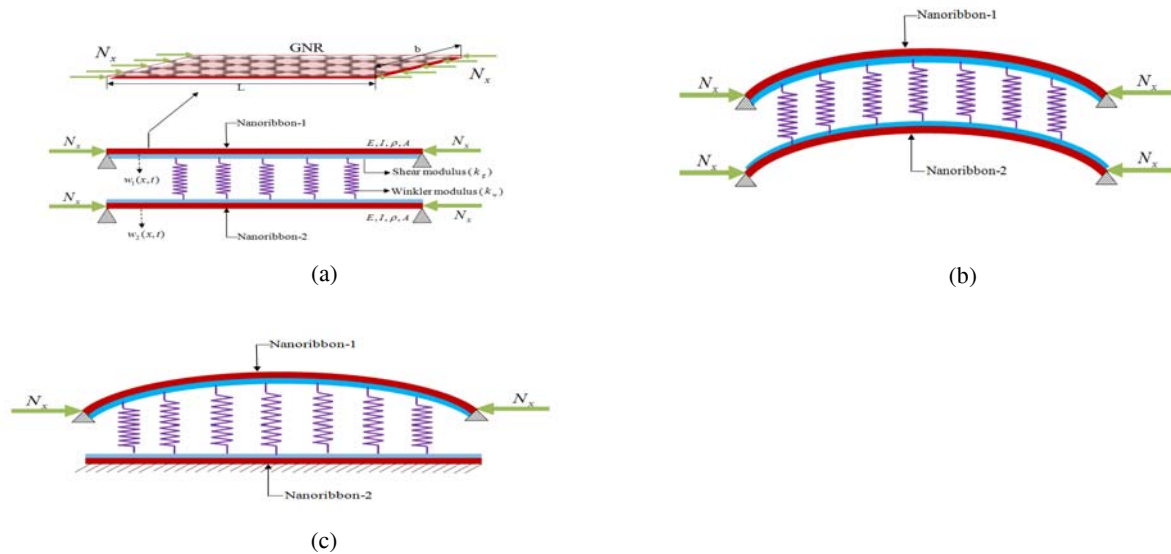 GNR
b
N_x
N_x
L
Nanoribbon-1
N_x
E, I, ρ, A
N_x
Shear modulus(k_g)
w_1(x,t)
Winkler modulus(k_w)
N_x
E, I, ρ, A
N_x
w_2(x,t)
Nanoribbon-2
(a)
Nanoribbon-1
N_x
N_x
N_x
N_x
Nanoribbon-2
(b)
Nanoribbon-1
N_x
N_x
Nanoribbon-2
(c)